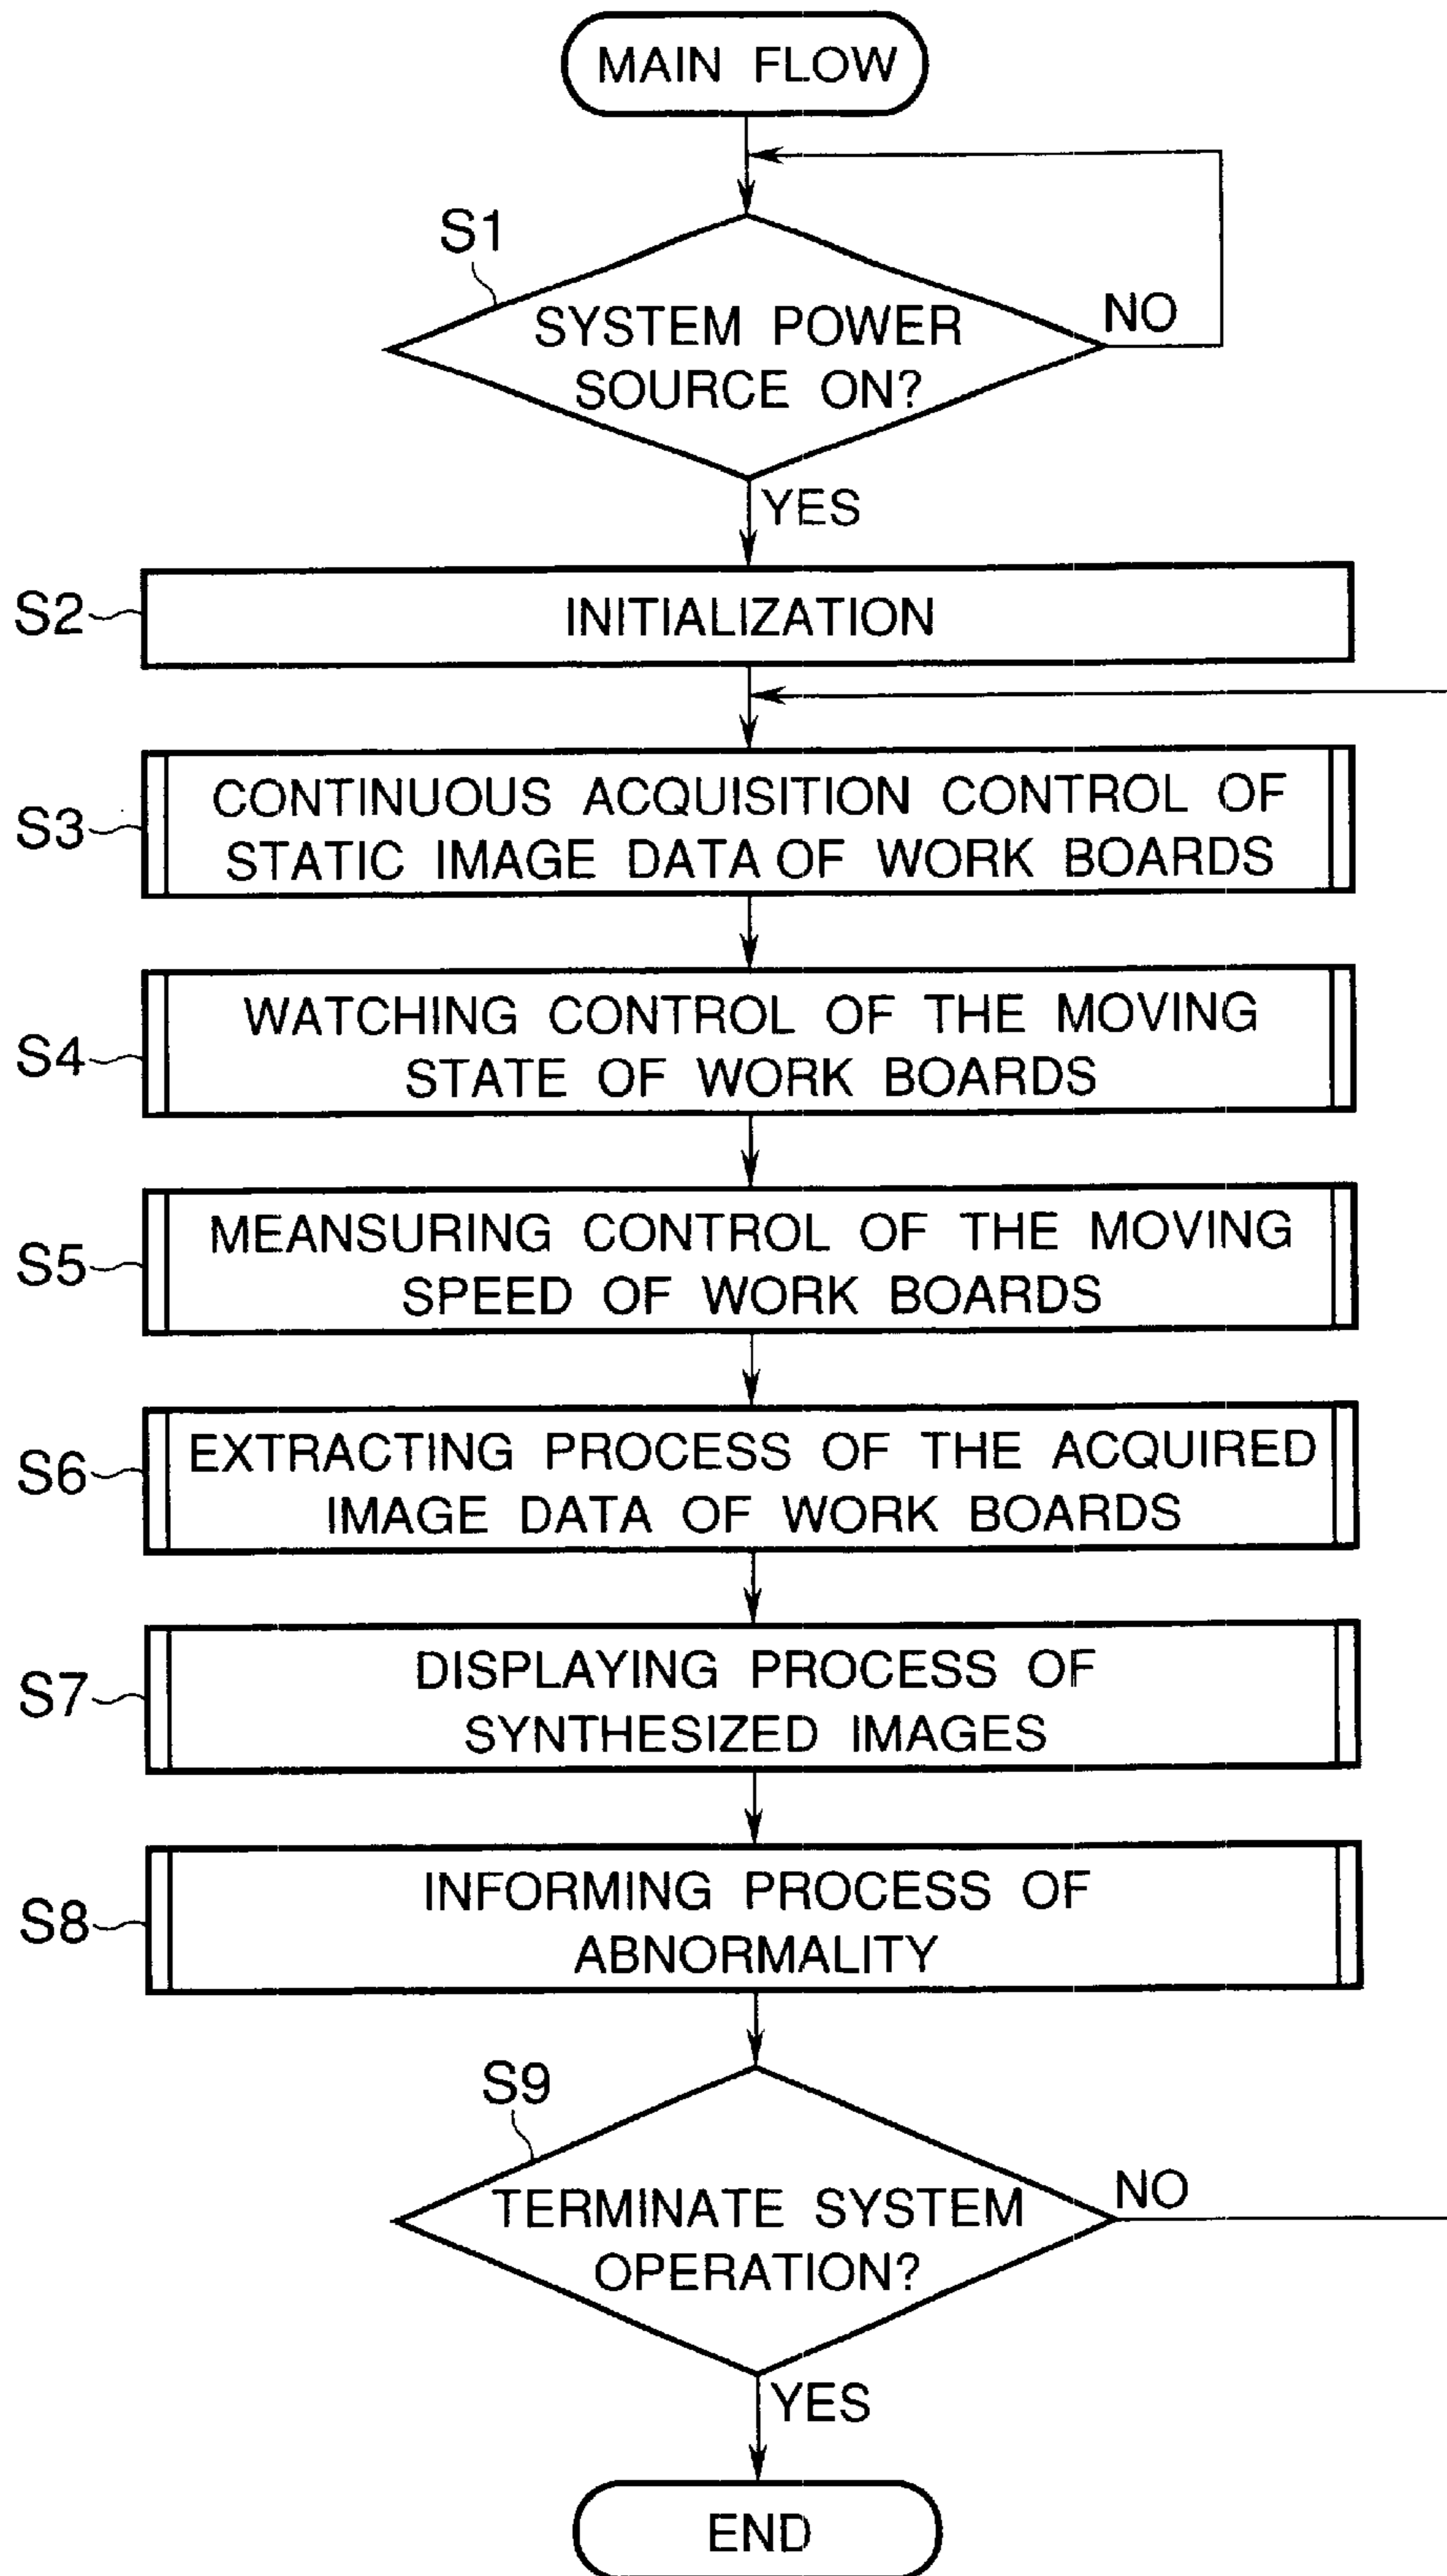 MAIN FLOW
S1
SYSTEM POWER
SOURCE ON?
NO
YES
S2
INITIALIZATION
S3
CONTINUOUS ACQUISITION CONTROL OF
STATIC IMAGE DATA OF WORK BOARDS
S4
WATCHING CONTROL OF THE MOVING
STATE OF WORK BOARDS
S5
MEANSURING CONTROL OF THE MOVING
SPEED OF WORK BOARDS
S6
EXTRACTING PROCESS OF THE ACQUIRED
IMAGE DATA OF WORK BOARDS
S7
DISPLAYING PROCESS OF
SYNTHESIZED IMAGES
S8
INFORMING PROCESS OF
ABNORMALITY
S9
TERMINATE SYSTEM
OPERATION?
NO
YES
END